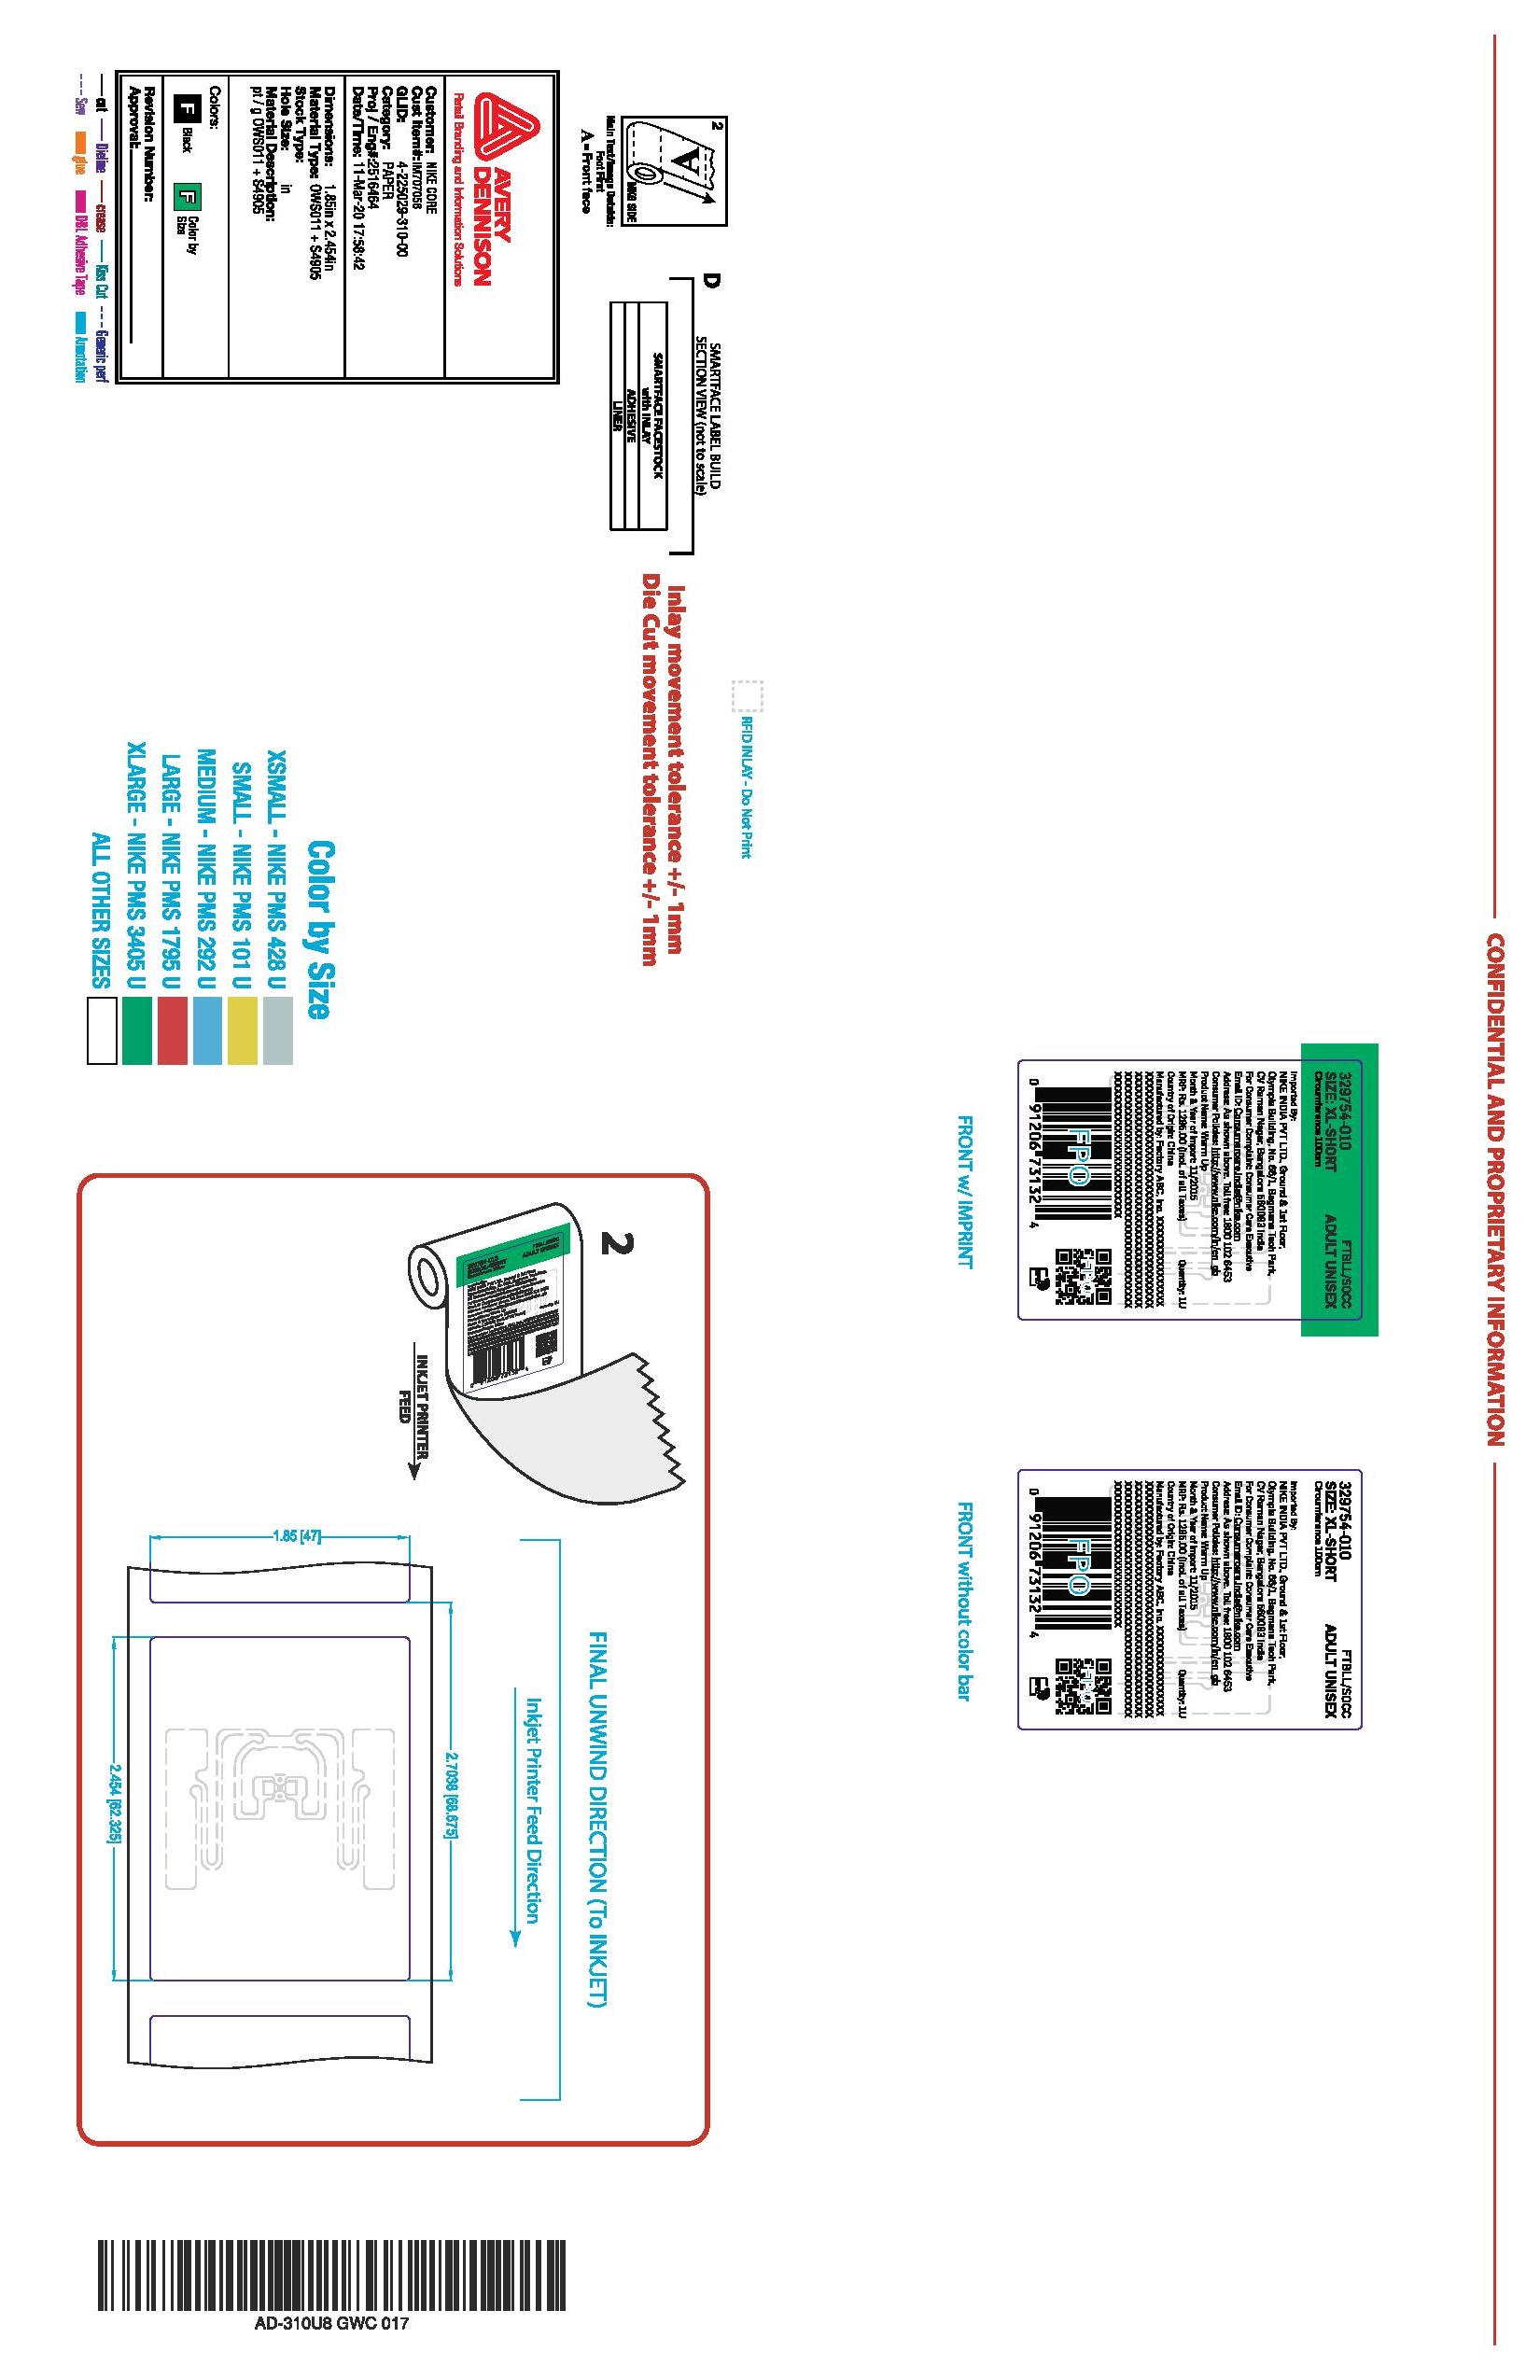 CONFIDENTIAL AND PROPRIETARY INFORMATION
329754-010
SIZE: XL-SHORT
Circumference 100cm
FTBLL/SOCC
ADULT UNISEX
Imported By:
NIKE INDIA PVT LTD., Ground & 1st Floor,
Olympia Building, No. 66/1, Bagmane Tech Park,
CV Raman Nagar, Bangalore 560093 India
For Consumer Complaint: Consumer Care Executive
Email ID: Consumercare.india@nike.com
Address: As shown above. Toll free: 1800 102 6453
Consumer Policies: http://www.nike.com/in/en_gb
Product Name: Warm Up
Month & Year of Import: 11/2015
MRP: Rs. 1295.00 (Incl. of all Taxes) Quantity: 1U
Country of Origin: China
Manufactured by: Factory ABC, Inc.
FPO
0 91206 73132 4
FPO
FRONT w/ IMPRINT
329754-010
SIZE: XL-SHORT
Circumference 100cm
FTBLL/SOCC
ADULT UNISEX
Imported By:
NIKE INDIA PVT LTD., Ground & 1st Floor,
Olympia Building, No. 66/1, Bagmane Tech Park,
CV Raman Nagar, Bangalore 560093 India
For Consumer Complaint: Consumer Care Executive
Email ID: Consumercare.india@nike.com
Address: As shown above. Toll free: 1800 102 6453
Consumer Policies: http://www.nike.com/in/en_gb
Product Name: Warm Up
Month & Year of Import: 11/2015
MRP: Rs. 1295.00 (Incl. of all Taxes) Quantity: 1U
Country of Origin: China
Manufactured by: Factory ABC, Inc.
FPO
0 91206 73132 4
FPO
FRONT without color bar
RFID INLAY - Do Not Print
2
A
WNG SIDE
Main Text/Image Outside:
Foot First
A = Front face
D
SMARTFACE LABEL BUILD
SECTION VIEW (not to scale)
SMARTFACE FACESTOCK
with INLAY
ADHESIVE
LINER
Inlay movement tolerance +/- 1mm
Die Cut movement tolerance +/- 1mm
AVERY
DENNISON
Retail Branding and Information Solutions
Customer: NIKE CORE
Cust Item#: IM707056
GLID: 4-225029-310-00
Category: PAPER
Proj / Eng#: 2516464
Date/Time: 11-Mar-20 17:58:42
Dimensions: 1.85in x 2.454in
Material Type: OWS011 + S4905
Stock Type:
Hole Size: in
Material Description:
pt / g OWS011 + S4905
Colors:
F Black
F Color by Size
Revision Number:
Approval:
cut Dieline crease Kiss Cut Generic perf
Sew glue DBL Adhesive Tape Annotation
Color by Size
XSMALL - NIKE PMS 428 U
SMALL - NIKE PMS 101 U
MEDIUM - NIKE PMS 292 U
LARGE - NIKE PMS 1795 U
XLARGE - NIKE PMS 3405 U
ALL OTHER SIZES
2
INKJET PRINTER
FEED
FINAL UNWIND DIRECTION (To INKJET)
Inkjet Printer Feed Direction
1.85 [47]
2.7038 [68.675]
2.454 [62.325]
AD-310U8 GWC 017